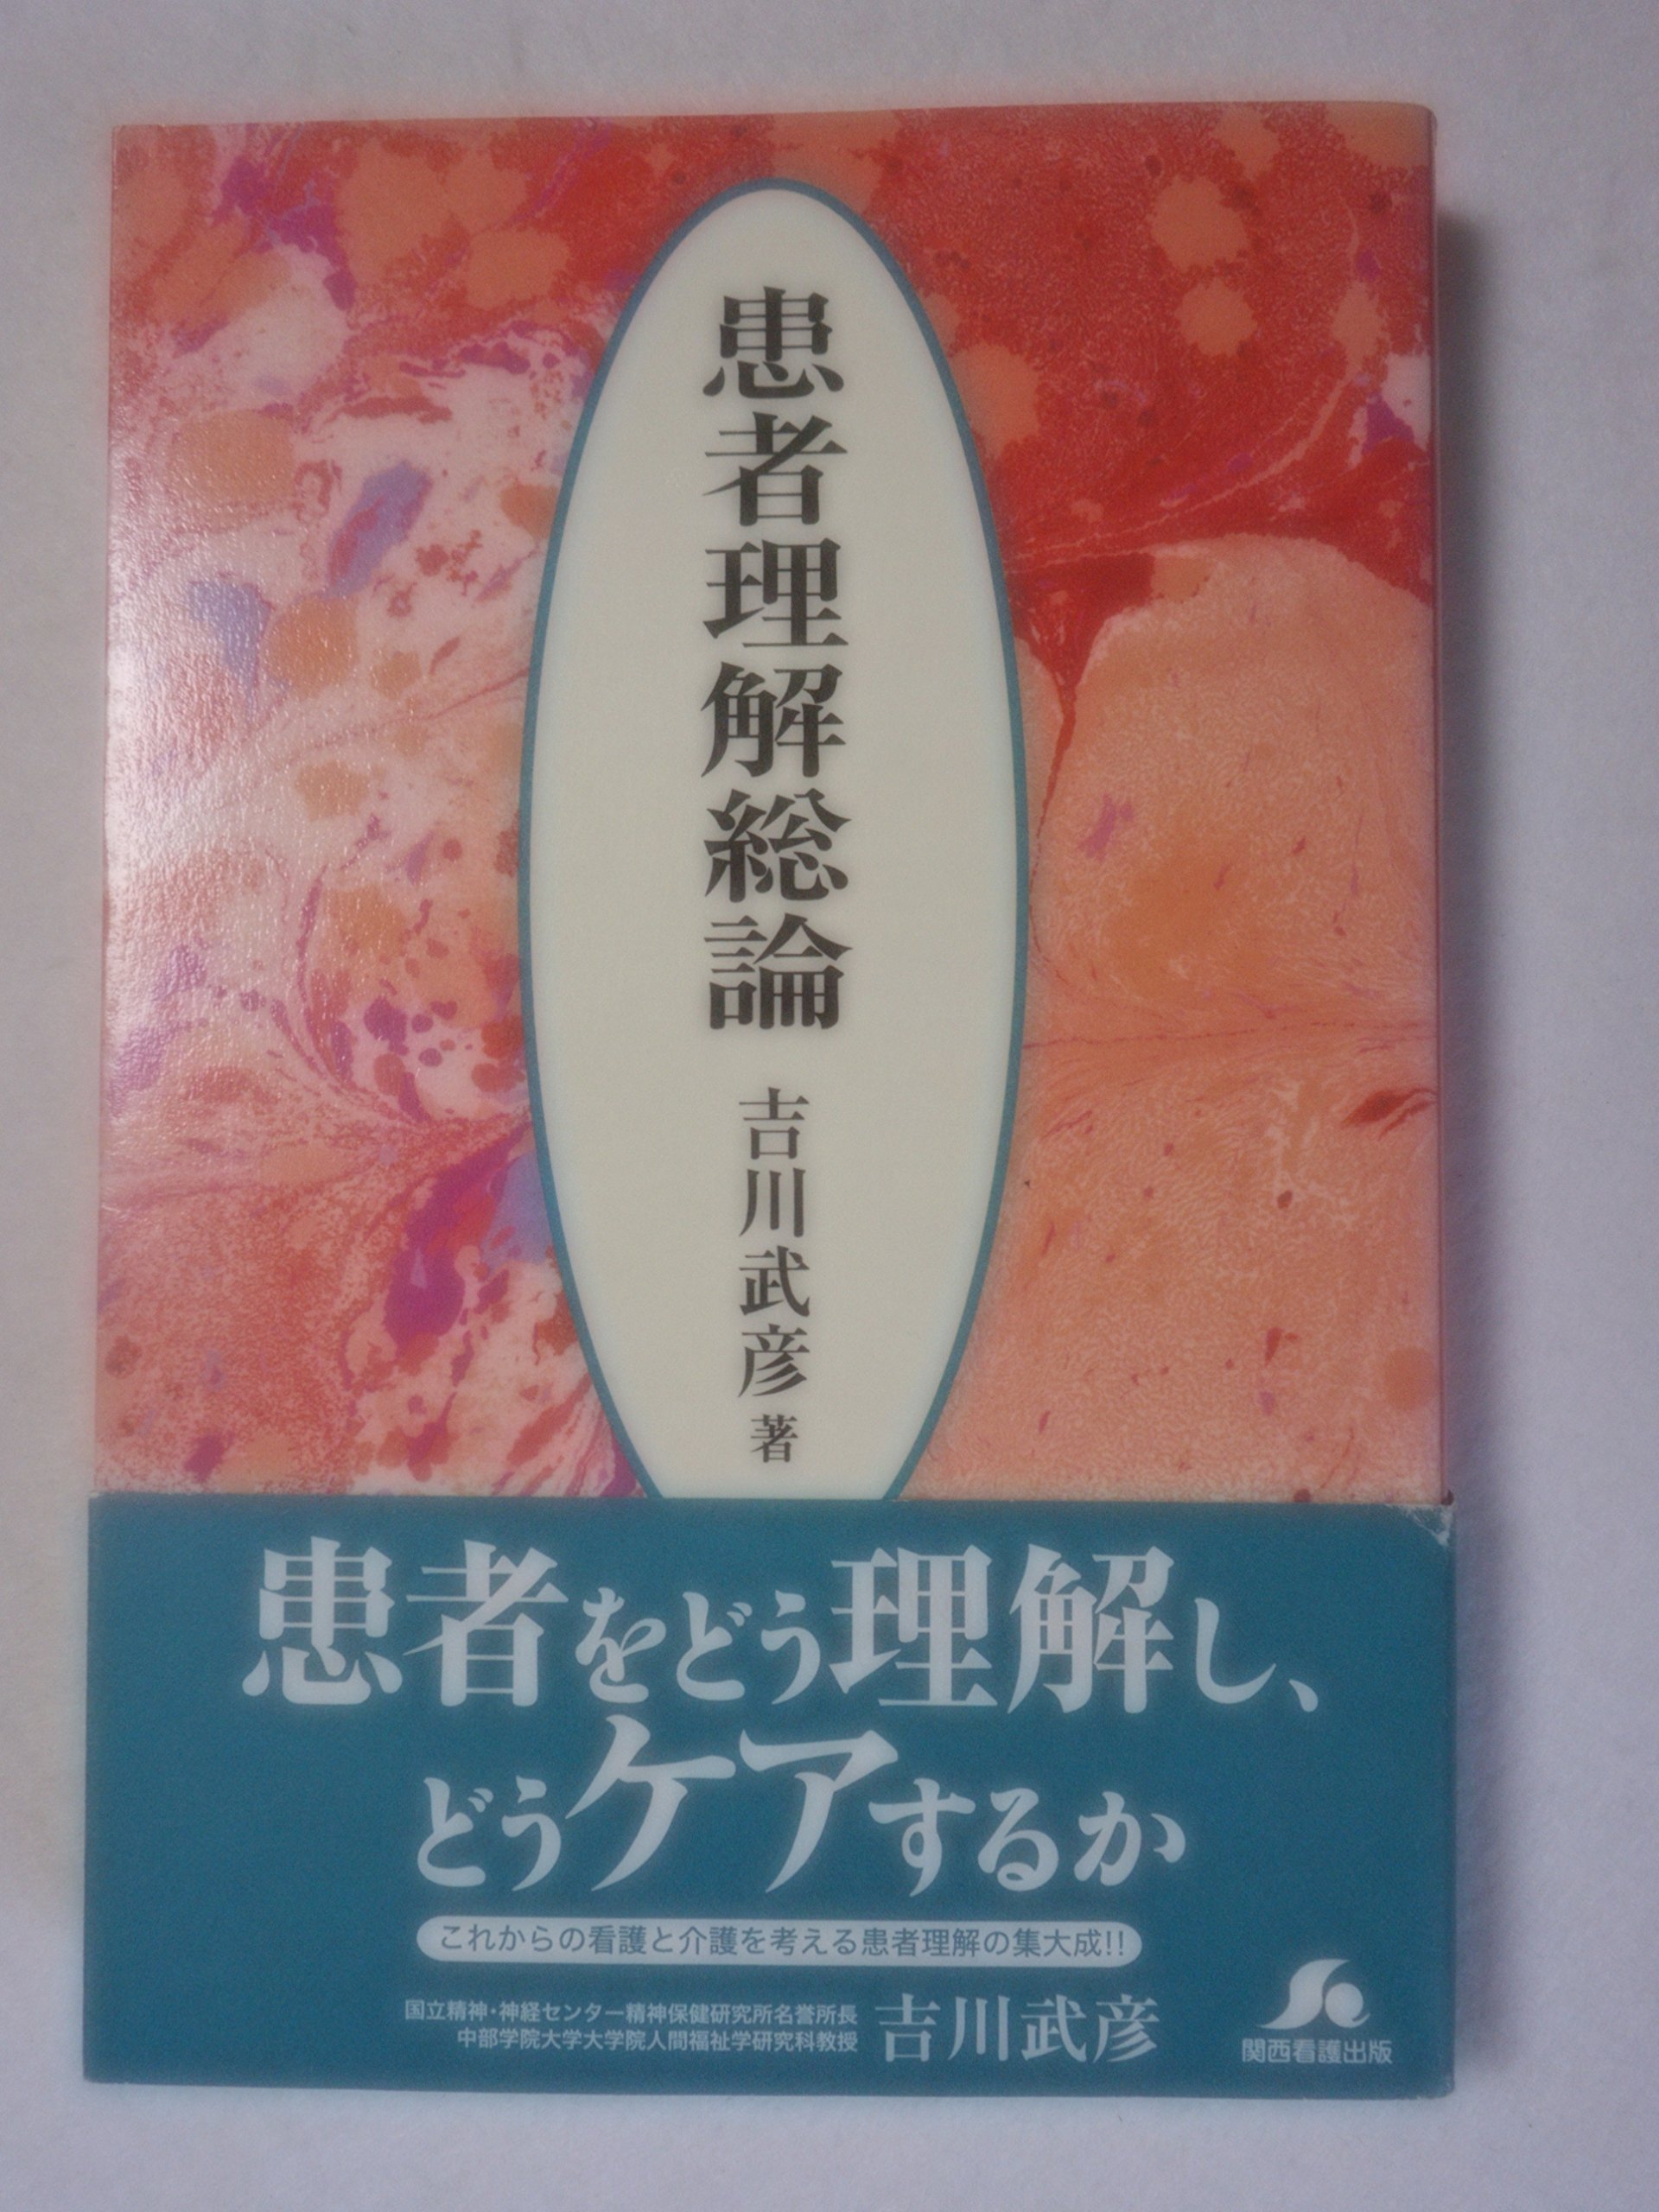 患者理解総論
吉川武彦 著
患者をどう理解し、
どうケアするか
これからの看護と介護を考える患者理解の集大成!!
国立精神・神経センター精神保健研究所名誉所長
中部学院大学大学院人間福祉学研究科教授
吉川武彦
関西看護出版